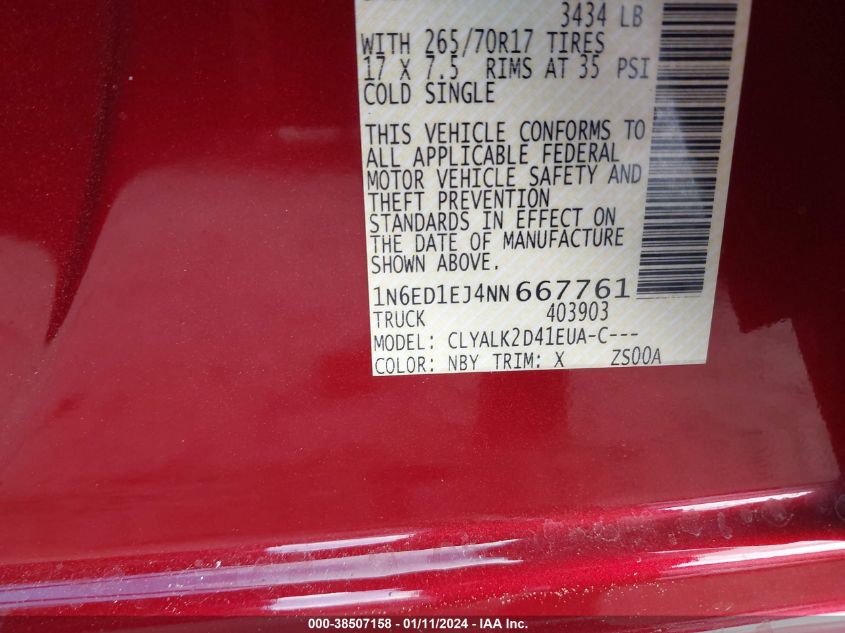 3434 LB
WITH 265/70R17 TIRES
17 X 7.5 RIMS AT 35 PSI
COLD SINGLE
THIS VEHICLE CONFORMS TO
ALL APPLICABLE FEDERAL
MOTOR VEHICLE SAFETY AND
THEFT PREVENTION
STANDARDS IN EFFECT ON
THE DATE OF MANUFACTURE
SHOWN ABOVE.
1N6ED1EJ4NN667761
TRUCK 403903
MODEL: CLYALK2D41EUA-C---
COLOR: NBY TRIM: X ZS00A
000-38507158 - 01/11/2024 - IAA Inc.